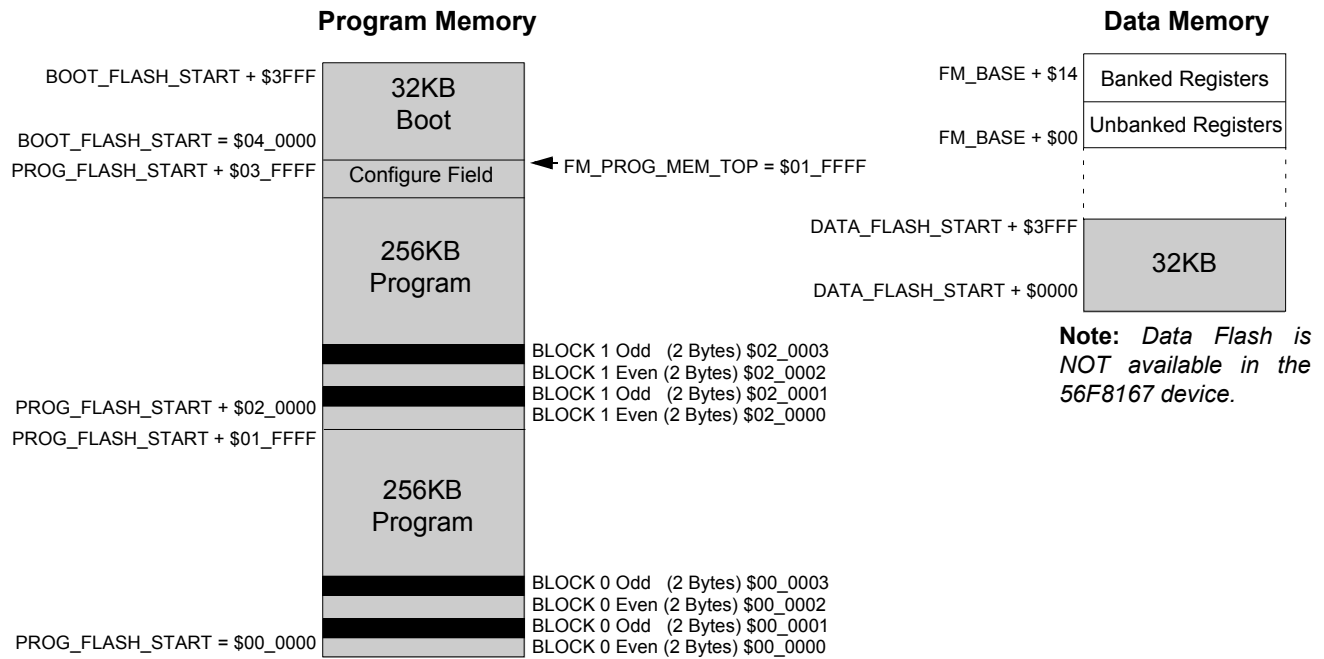 Program Memory
Data Memory
BOOT_FLASH_START + $3FFF
32KB
Boot
BOOT_FLASH_START = $04_0000
PROG_FLASH_START + $03_FFFF
Configure Field
FM_PROG_MEM_TOP = $01_FFFF
256KB
Program
BLOCK 1 Odd (2 Bytes) $02_0003
BLOCK 1 Even (2 Bytes) $02_0002
BLOCK 1 Odd (2 Bytes) $02_0001
BLOCK 1 Even (2 Bytes) $02_0000
PROG_FLASH_START + $02_0000
PROG_FLASH_START + $01_FFFF
256KB
Program
BLOCK 0 Odd (2 Bytes) $00_0003
BLOCK 0 Even (2 Bytes) $00_0002
BLOCK 0 Odd (2 Bytes) $00_0001
BLOCK 0 Even (2 Bytes) $00_0000
PROG_FLASH_START = $00_0000
FM_BASE + $14
Banked Registers
Unbanked Registers
FM_BASE + $00
DATA_FLASH_START + $3FFF
32KB
DATA_FLASH_START + $0000
Note: Data Flash is
NOT available in the
56F8167 device.